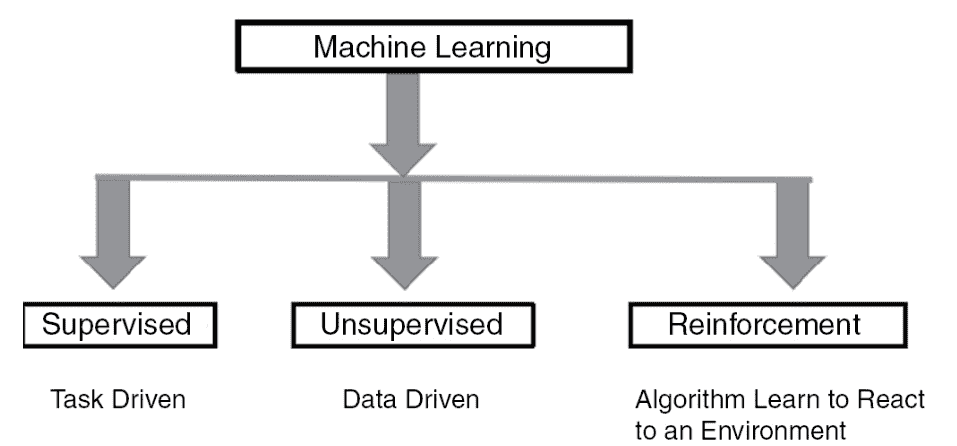 Machine Learning
Supervised
Unsupervised
Reinforcement
Task Driven
Data Driven
Algorithm Learn to React
to an Environment